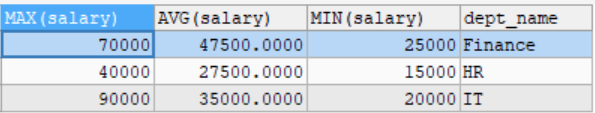 MAX(salary) AVG(salary) MIN(salary) dept_name
70000 47500.0000 25000 Finance
40000 27500.0000 15000 HR
90000 35000.0000 20000 IT